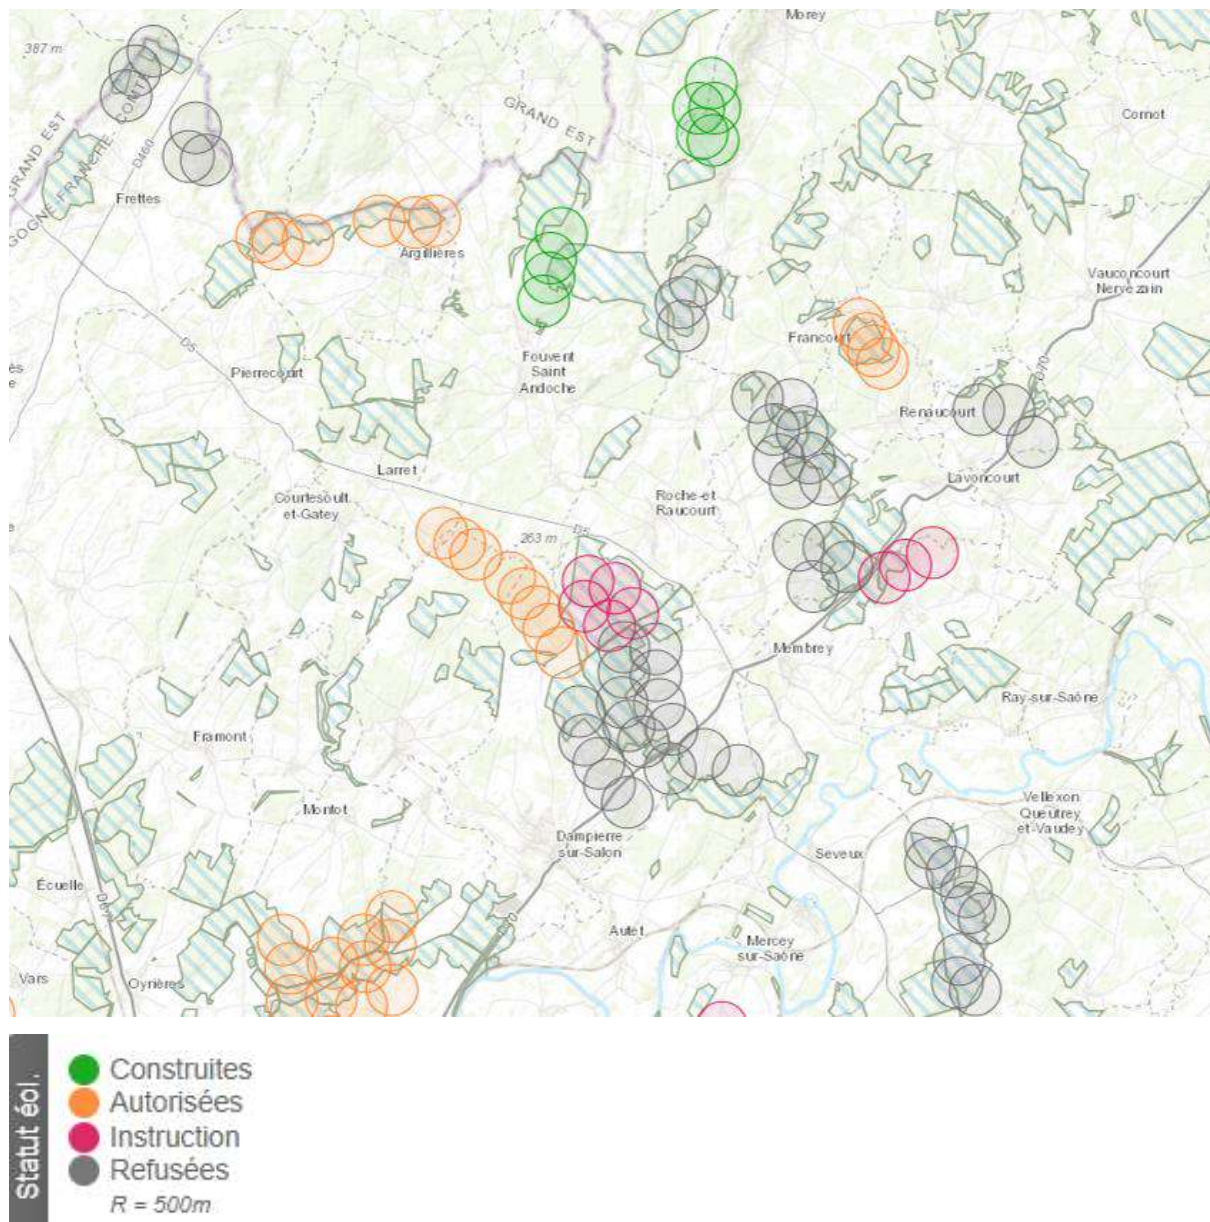 Morey
387 m
GRAND EST
Cornot
GRAND EST
D460
Frettes
Argillières
Vauconcourt
Nervezain
D5
Francourt
Fouvent
Saint
Andoche
Pierrecourt
D70
Renaucourt
Larret
Lavoncourt
Courtesoult
et-Gatey
Roche-et
Raucourt
263 m
D5
Membrey
Ray-sur-Saône
Framont
Montot
Vellexon
Queutrey
et-Vaudey
Dampierre
sur-Salon
Seveux
Écuelle
D67
D70
Autet
Mercey
sur-Saône
Vars
Oyrières
Statut éol.
Construites
Autorisées
Instruction
Refusées
R = 500m